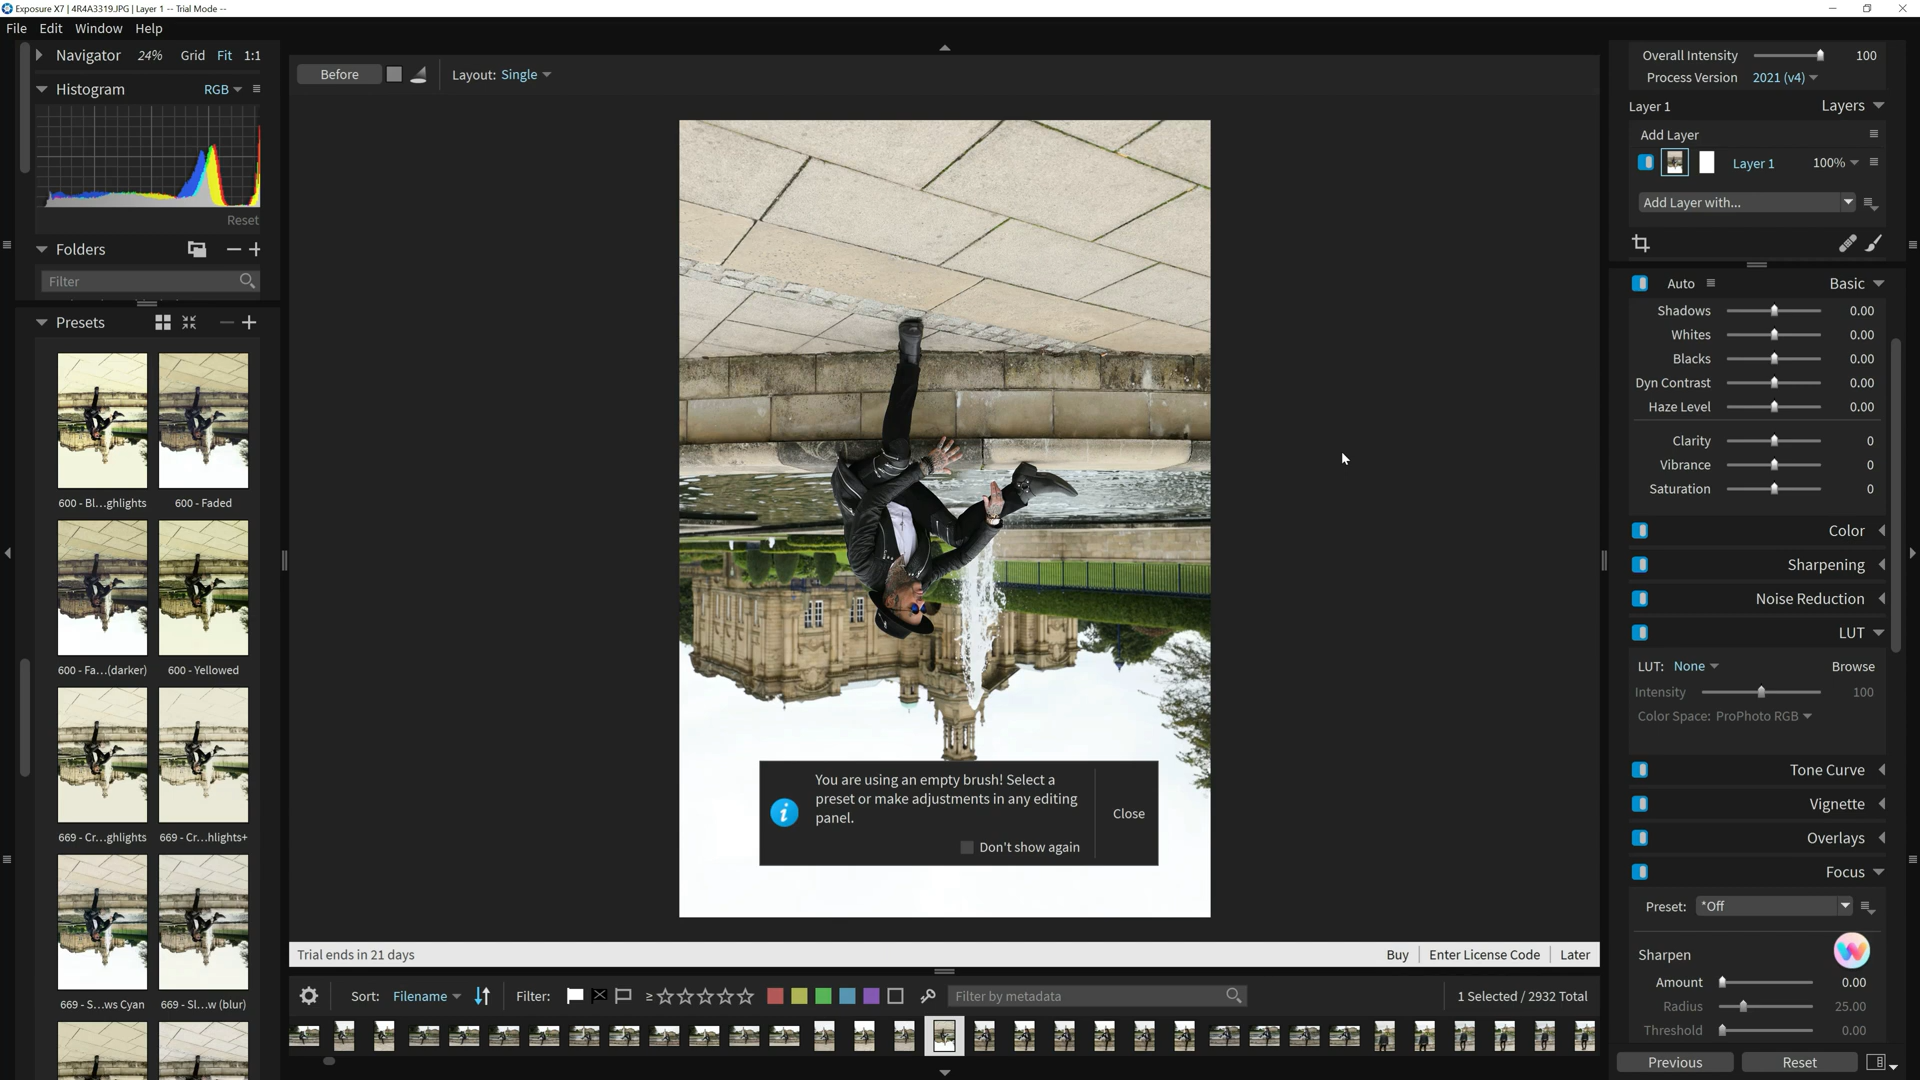 Exposure X7 | 4R4A3319.JPG | Layer 1 -- Trial Mode --
File Edit Window Help
Navigator 24% Grid Fit 1:1
Histogram RGB
Reset
Folders
Filter
Presets
600 - Bl...ghlights 600 - Faded
600 - Fa...(darker) 600 - Yellowed
669 - Cr...ghlights 669 - Cr...hlights+
669 - S...ws Cyan 669 - Sl...w (blur)
Before Layout: Single
You are using an empty brush! Select a
preset or make adjustments in any editing
panel.
Close
Don't show again
Trial ends in 21 days Buy Enter License Code Later
Sort: Filename Filter: ≥ Filter by metadata 1 Selected / 2932 Total
Overall Intensity 100
Process Version 2021 (v4)
Layer 1 Layers
Add Layer
Layer 1 100%
Add Layer with...
Auto Basic
Shadows 0.00
Whites 0.00
Blacks 0.00
Dyn Contrast 0.00
Haze Level 0.00
Clarity 0
Vibrance 0
Saturation 0
Color
Sharpening
Noise Reduction
LUT
LUT: None Browse
Intensity 100
Color Space: ProPhoto RGB
Tone Curve
Vignette
Overlays
Focus
Preset: *Off
Sharpen
Amount 0.00
Radius 25.00
Threshold 0.00
Previous Reset